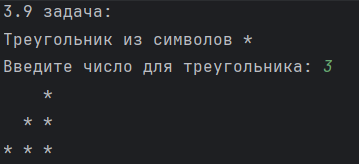 3.9 задача:
Треугольник из символов *
Введите число для треугольника: 3
    *
  * *
* * *